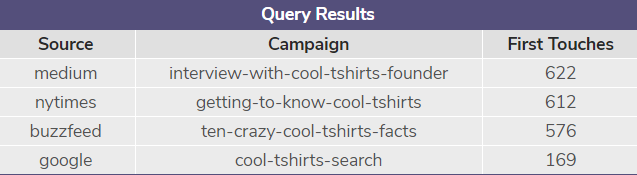 Query Results
Source Campaign First Touches
medium interview-with-cool-tshirts-founder 622
nytimes getting-to-know-cool-tshirts 612
buzzfeed ten-crazy-cool-tshirts-facts 576
google cool-tshirts-search 169